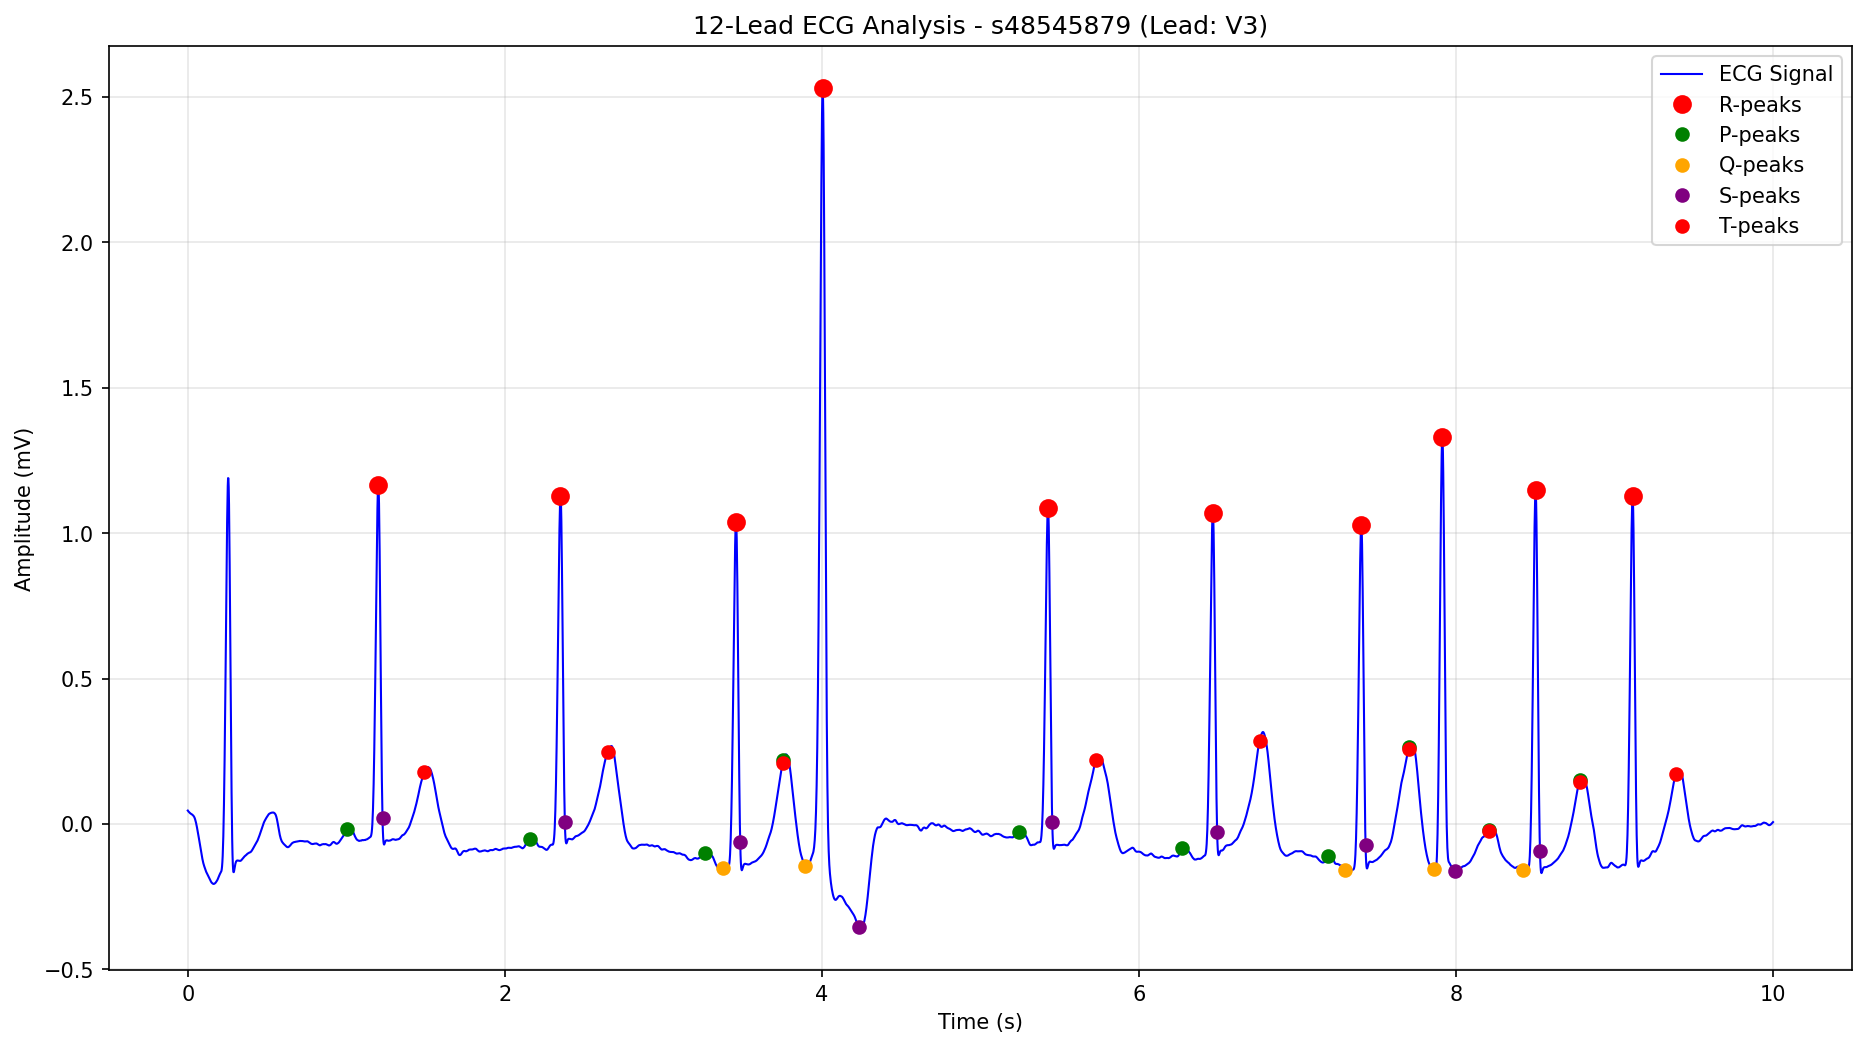 12-Lead ECG Analysis - s48545879 (Lead: V3)
ECG Signal
R-peaks
P-peaks
Q-peaks
S-peaks
T-peaks
Amplitude (mV)
2.5
2.0
1.5
1.0
0.5
0.0
−0.5
0 2 4 6 8 10
Time (s)